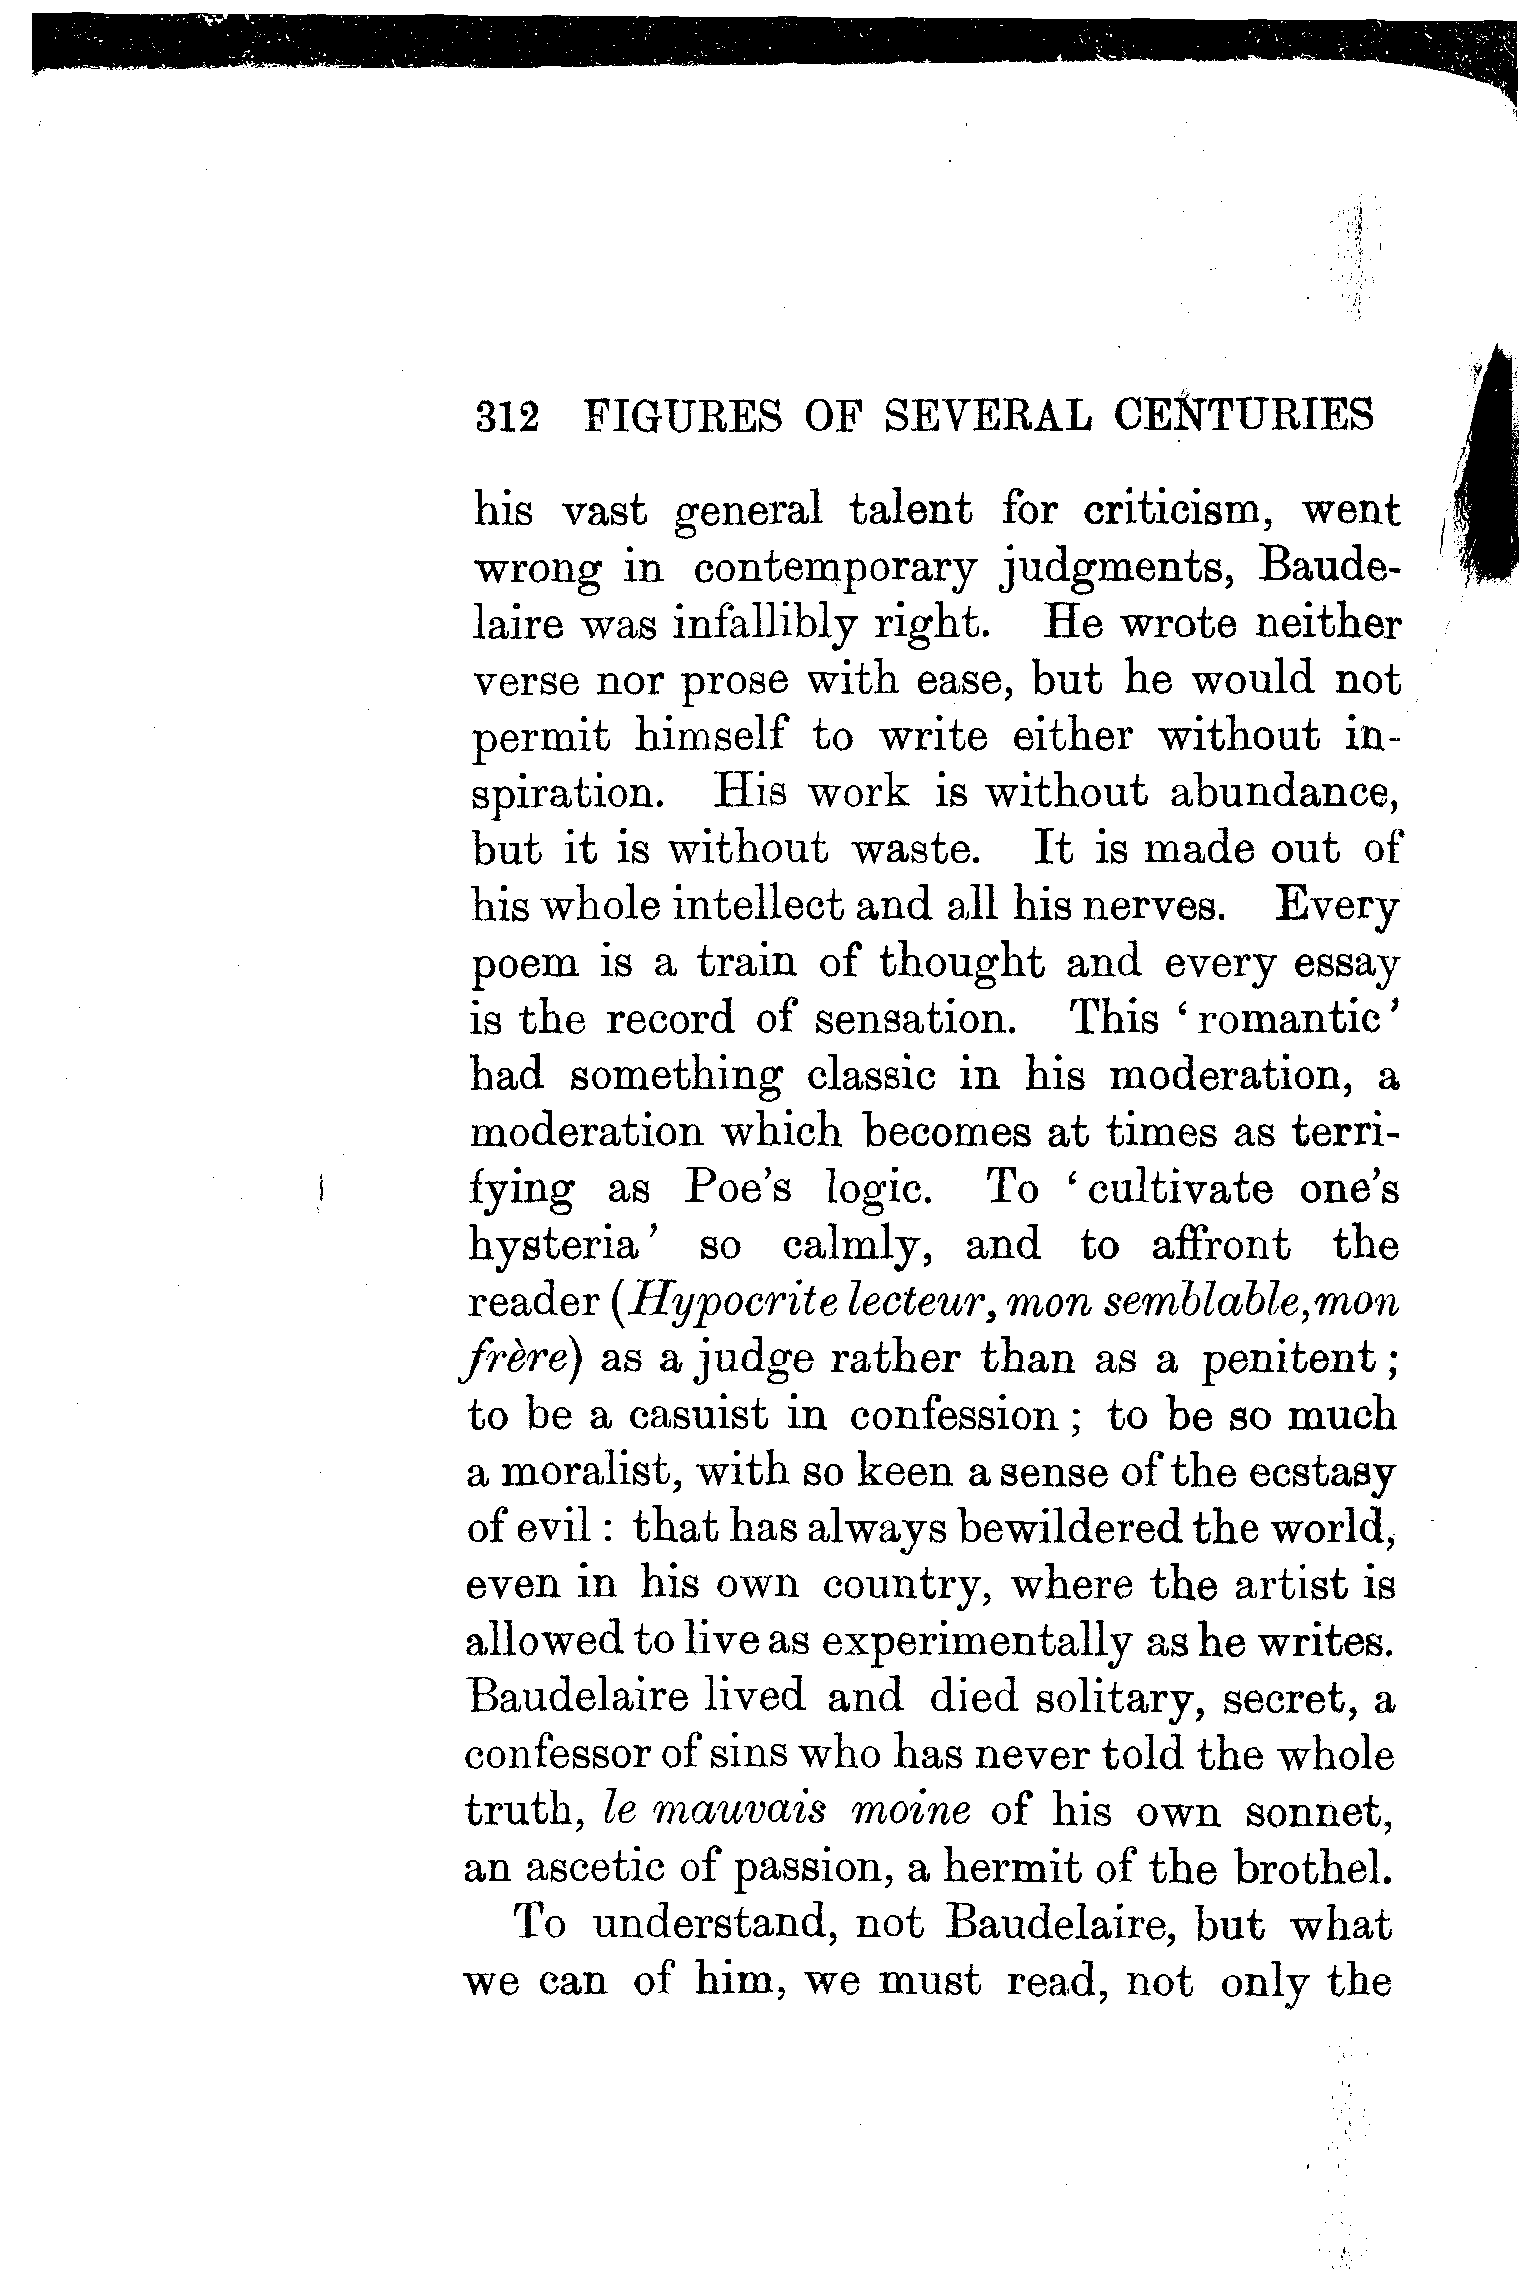 312 FIGURES OF SEVERAL CENTURIES
his vast general talent for criticism, went
wrong in contemporary judgments, Baude-
laire was infallibly right. He wrote neither
verse nor prose with ease, but he would not
permit himself to write either without in-
spiration. His work is without abundance,
but it is without waste. It is made out of
his whole intellect and all his nerves. Every
poem is a train of thought and every essay
is the record of sensation. This ‘romantic’
had something classic in his moderation, a
moderation which becomes at times as terri-
fying as Poe’s logic. To ‘cultivate one’s
hysteria’ so calmly, and to affront the
reader (Hypocrite lecteur, mon semblable, mon
frère) as a judge rather than as a penitent;
to be a casuist in confession; to be so much
a moralist, with so keen a sense of the ecstasy
of evil: that has always bewildered the world,
even in his own country, where the artist is
allowed to live as experimentally as he writes.
Baudelaire lived and died solitary, secret, a
confessor of sins who has never told the whole
truth, le mauvais moine of his own sonnet,
an ascetic of passion, a hermit of the brothel.
To understand, not Baudelaire, but what
we can of him, we must read, not only the